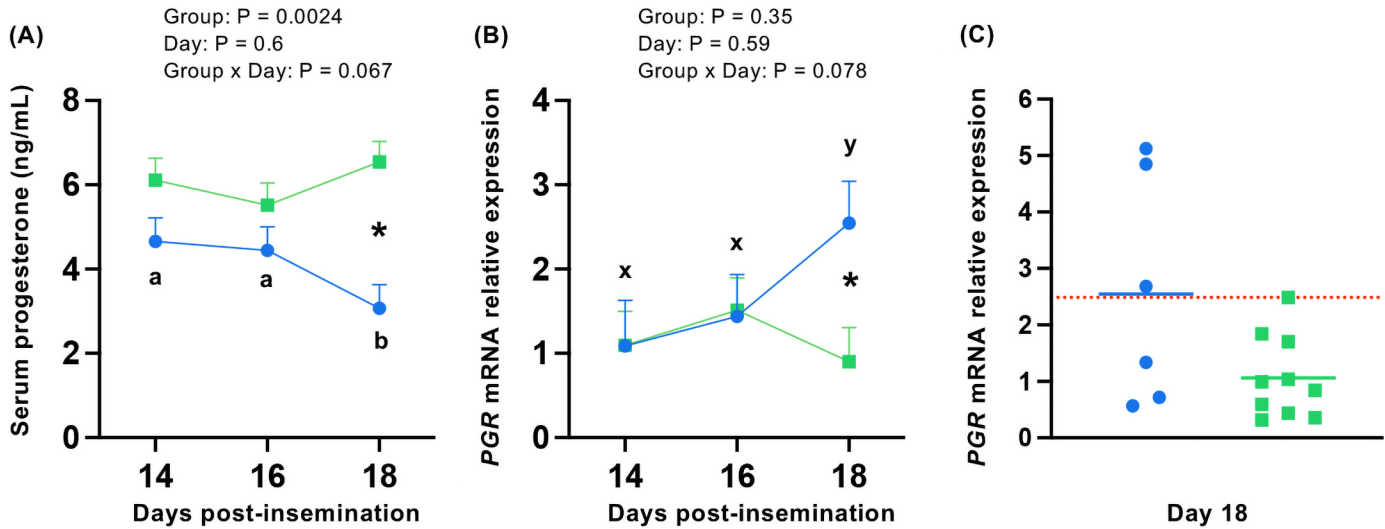 (A)
Group: P = 0.0024
Day: P = 0.6
Group x Day: P = 0.067
Serum progesterone (ng/mL)
8
6
4
2
0
a
a
*
b
14
16
18
Days post-insemination
(B)
Group: P = 0.35
Day: P = 0.59
Group x Day: P = 0.078
PGR mRNA relative expression
4
3
2
1
0
x
x
y
*
14
16
18
Days post-insemination
(C)
PGR mRNA relative expression
6
5
4
3
2
1
0
Day 18